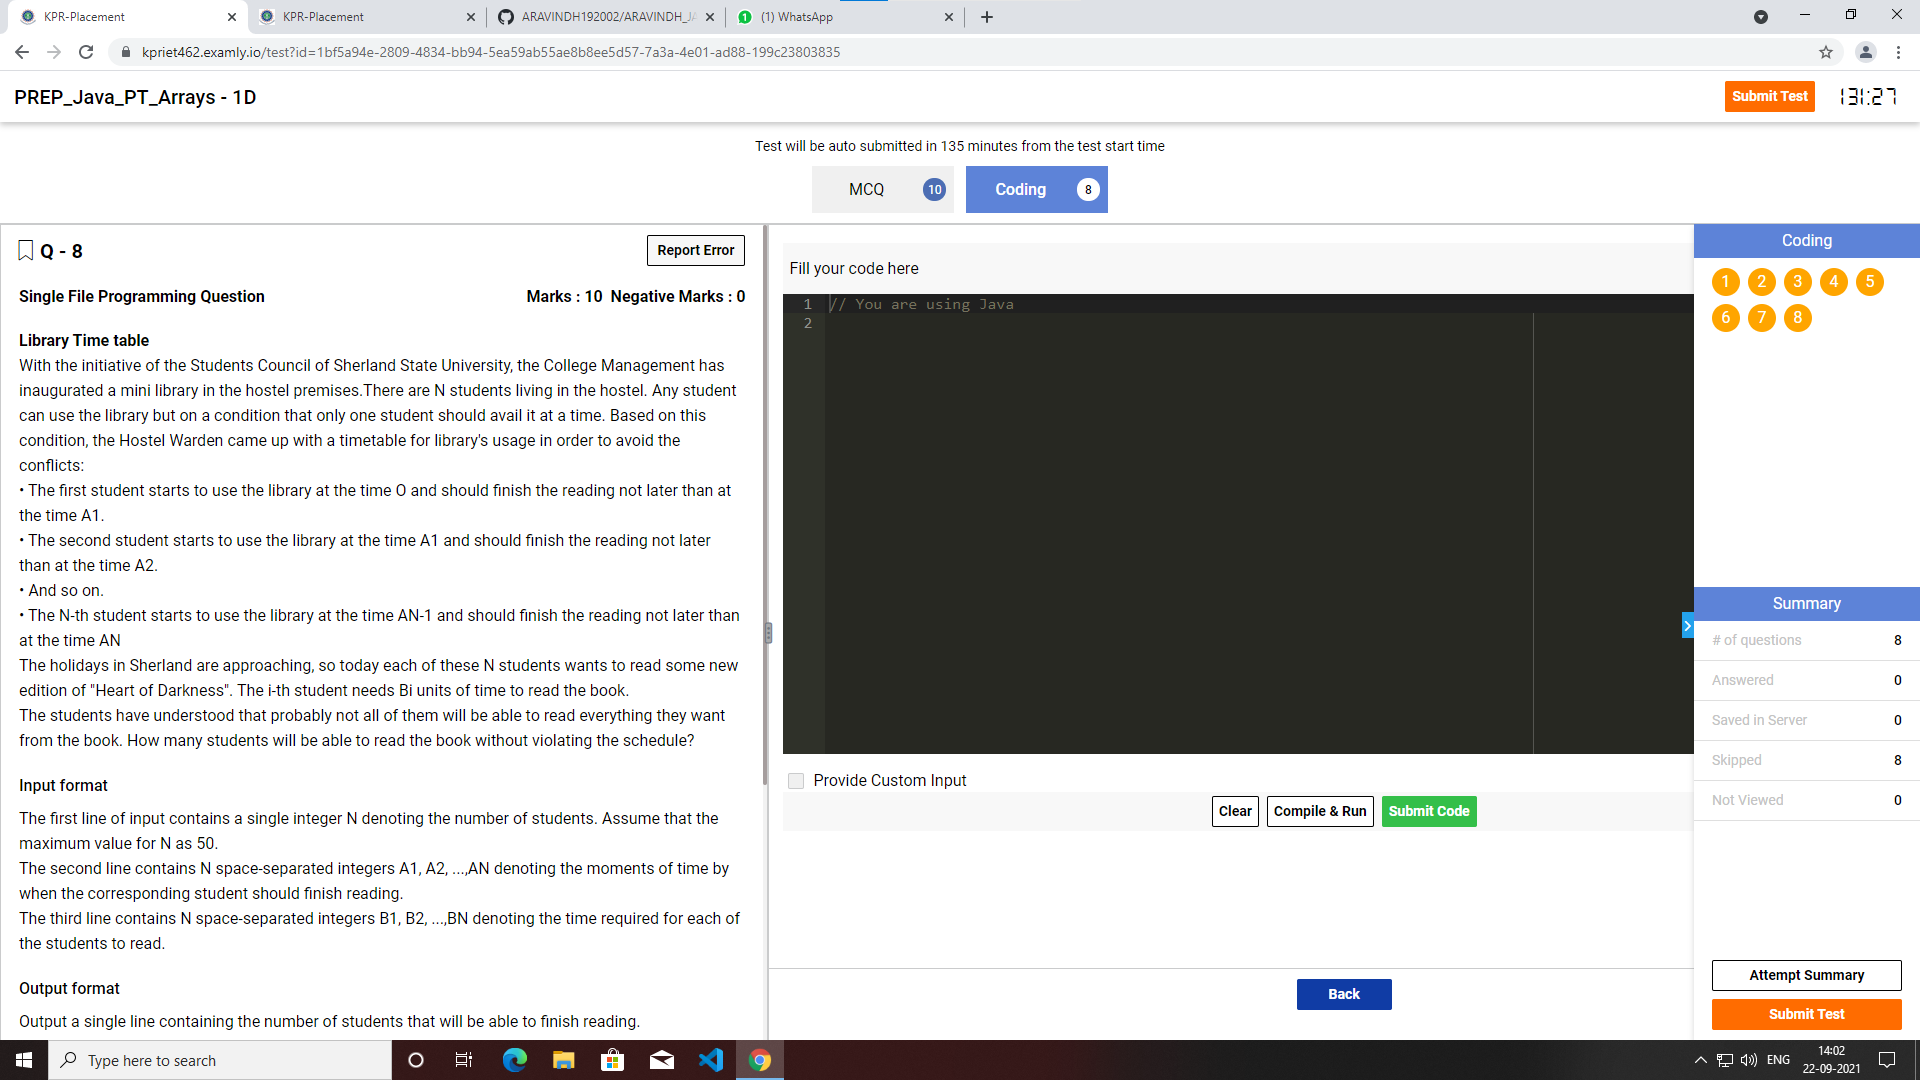 KPR-Placement
KPR-Placement
ARAVINDH192002/ARAVINDH_JA
1 (1) WhatsApp
kpriet462.examly.io/test?id=1bf5a94e-2809-4834-bb94-5ea59ab55ae8b8ee5d57-7a3a-4e01-ad88-199c23803835
PREP_Java_PT_Arrays - 1D
Submit Test
131:27
Test will be auto submitted in 135 minutes from the test start time
MCQ 10
Coding 8
Q - 8
Report Error
Single File Programming Question
Marks : 10 Negative Marks : 0
Library Time table
With the initiative of the Students Council of Sherland State University, the College Management has
inaugurated a mini library in the hostel premises.There are N students living in the hostel. Any student
can use the library but on a condition that only one student should avail it at a time. Based on this
condition, the Hostel Warden came up with a timetable for library's usage in order to avoid the
conflicts:
• The first student starts to use the library at the time O and should finish the reading not later than at
the time A1.
• The second student starts to use the library at the time A1 and should finish the reading not later
than at the time A2.
• And so on.
• The N-th student starts to use the library at the time AN-1 and should finish the reading not later than
at the time AN
The holidays in Sherland are approaching, so today each of these N students wants to read some new
edition of "Heart of Darkness". The i-th student needs Bi units of time to read the book.
The students have understood that probably not all of them will be able to read everything they want
from the book. How many students will be able to read the book without violating the schedule?
Input format
The first line of input contains a single integer N denoting the number of students. Assume that the
maximum value for N as 50.
The second line contains N space-separated integers A1, A2, ...,AN denoting the moments of time by
when the corresponding student should finish reading.
The third line contains N space-separated integers B1, B2, ...,BN denoting the time required for each of
the students to read.
Output format
Output a single line containing the number of students that will be able to finish reading.
Fill your code here
1 // You are using Java
2
Provide Custom Input
Clear
Compile & Run
Submit Code
Back
Coding
1 2 3 4 5
6 7 8
Summary
# of questions 8
Answered 0
Saved in Server 0
Skipped 8
Not Viewed 0
Attempt Summary
Submit Test
Type here to search
ENG
14:02
22-09-2021